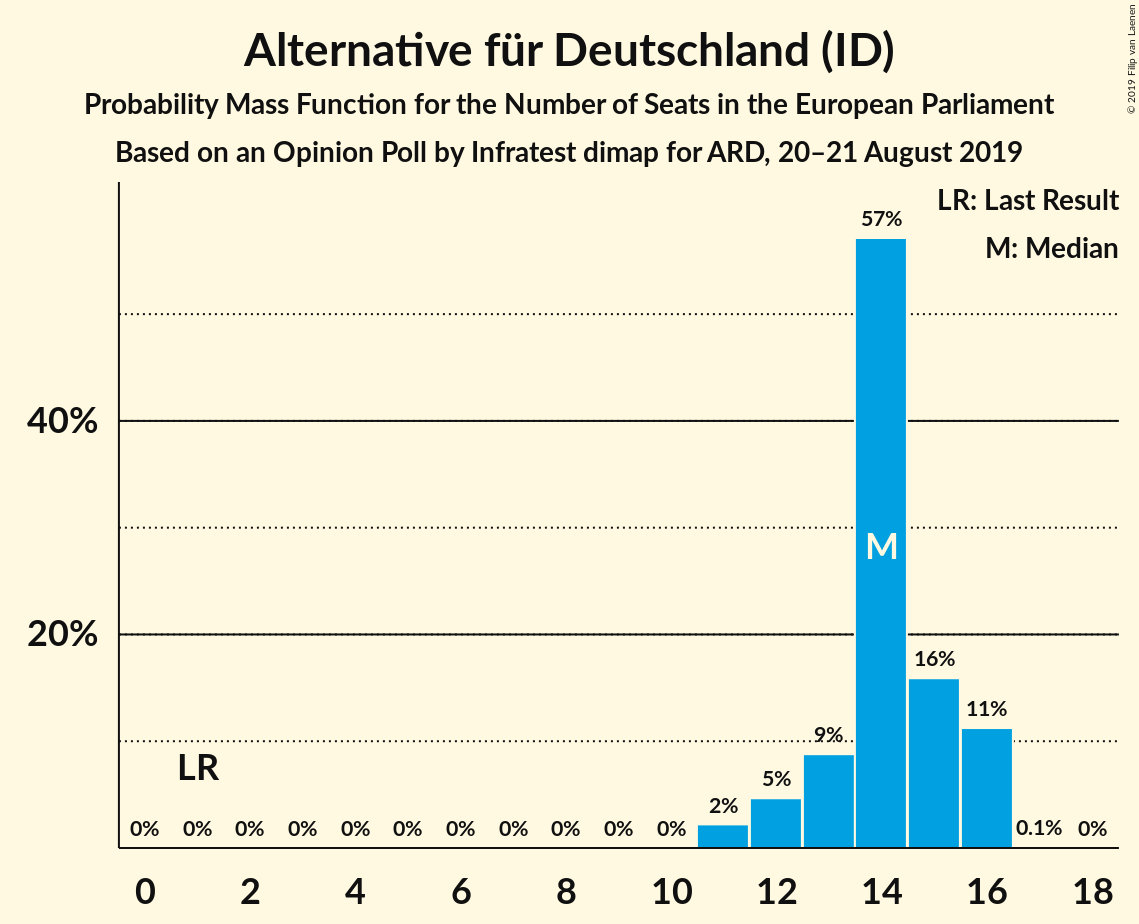 Alternative für Deutschland (ID)
Probability Mass Function for the Number of Seats in the European Parliament
Based on an Opinion Poll by Infratest dimap for ARD, 20–21 August 2019
© 2019 Filip van Laenen
LR: Last Result
M: Median
57%
40%
M
20%
16%
11%
9%
LR
5%
2%
0% 0% 0% 0% 0% 0% 0% 0% 0% 0% 0% 0.1% 0%
0 2 4 6 8 10 12 14 16 18